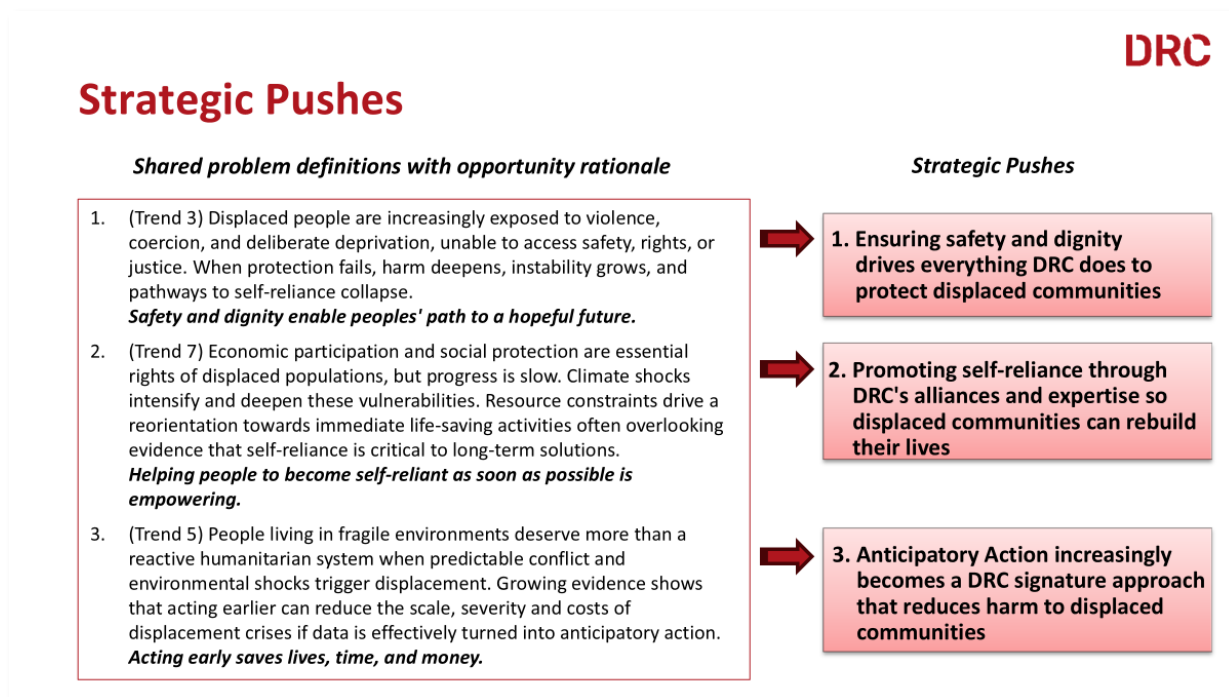 DRC
Strategic Pushes
Shared problem definitions with opportunity rationale
Strategic Pushes
1. (Trend 3) Displaced people are increasingly exposed to violence,
coercion, and deliberate deprivation, unable to access safety, rights, or
justice. When protection fails, harm deepens, instability grows, and
pathways to self-reliance collapse.
Safety and dignity enable peoples' path to a hopeful future.
2. (Trend 7) Economic participation and social protection are essential
rights of displaced populations, but progress is slow. Climate shocks
intensify and deepen these vulnerabilities. Resource constraints drive a
reorientation towards immediate life-saving activities often overlooking
evidence that self-reliance is critical to long-term solutions.
Helping people to become self-reliant as soon as possible is
empowering.
3. (Trend 5) People living in fragile environments deserve more than a
reactive humanitarian system when predictable conflict and
environmental shocks trigger displacement. Growing evidence shows
that acting earlier can reduce the scale, severity and costs of
displacement crises if data is effectively turned into anticipatory action.
Acting early saves lives, time, and money.
1. Ensuring safety and dignity
drives everything DRC does to
protect displaced communities
2. Promoting self-reliance through
DRC's alliances and expertise so
displaced communities can rebuild
their lives
3. Anticipatory Action increasingly
becomes a DRC signature approach
that reduces harm to displaced
communities